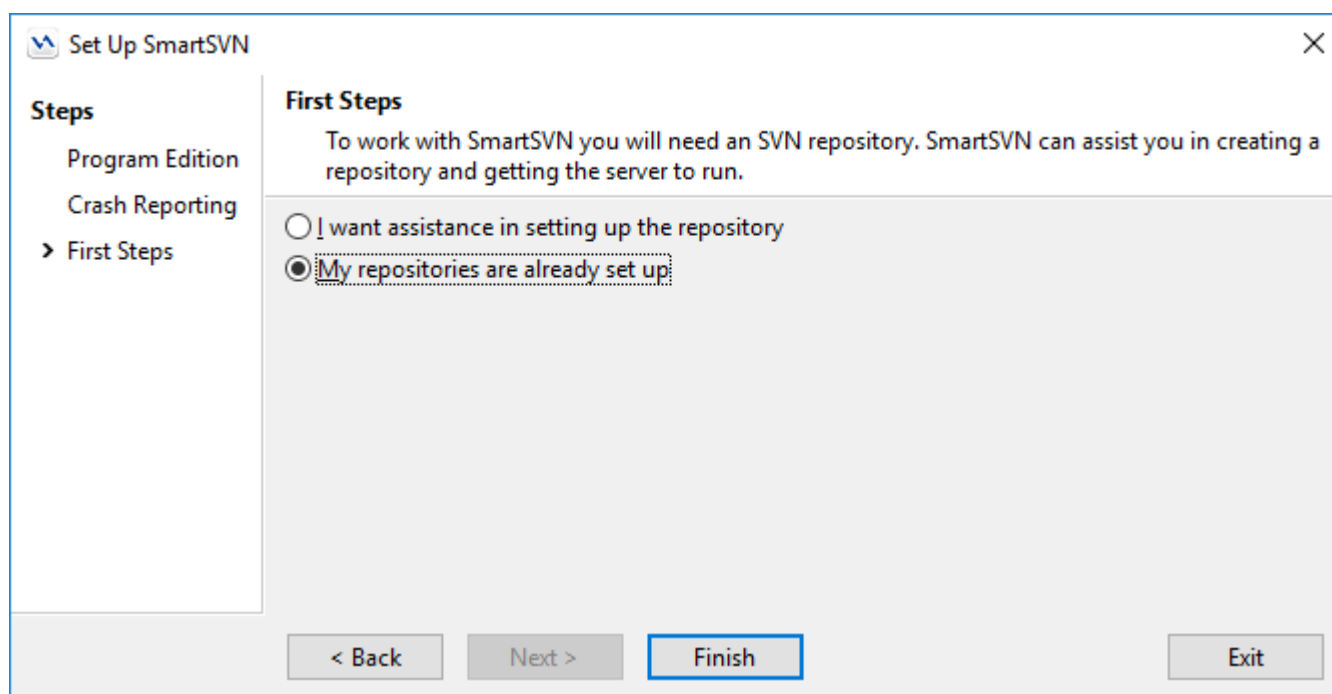 Set Up SmartSVN
Steps
Program Edition
Crash Reporting
First Steps
First Steps
To work with SmartSVN you will need an SVN repository. SmartSVN can assist you in creating a
repository and getting the server to run.
I want assistance in setting up the repository
My repositories are already set up
< Back
Next >
Finish
Exit